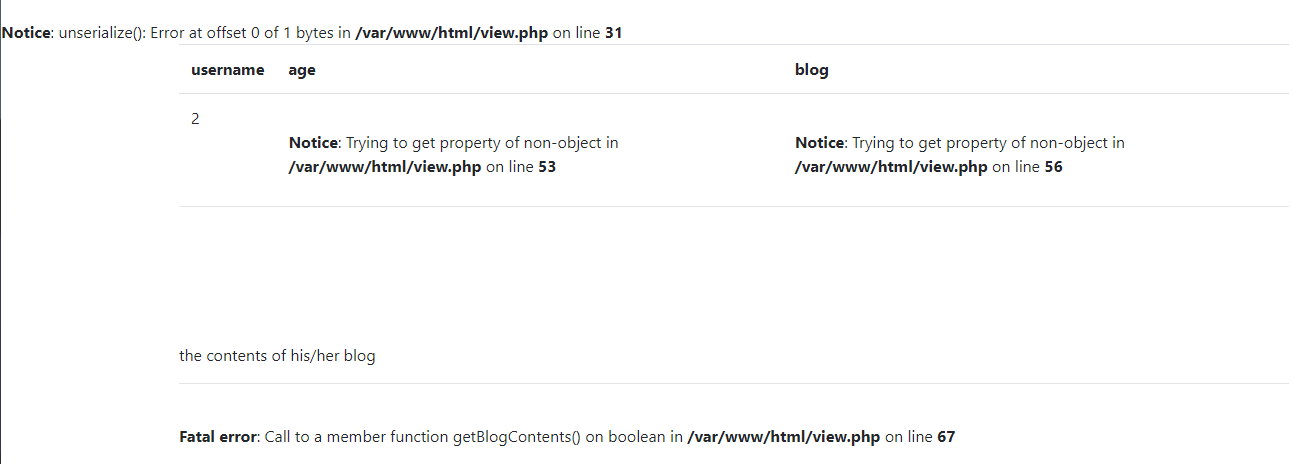 Notice: unserialize(): Error at offset 0 of 1 bytes in /var/www/html/view.php on line 31
username age blog
2
Notice: Trying to get property of non-object in
/var/www/html/view.php on line 53
Notice: Trying to get property of non-object in
/var/www/html/view.php on line 56
the contents of his/her blog
Fatal error: Call to a member function getBlogContents() on boolean in /var/www/html/view.php on line 67